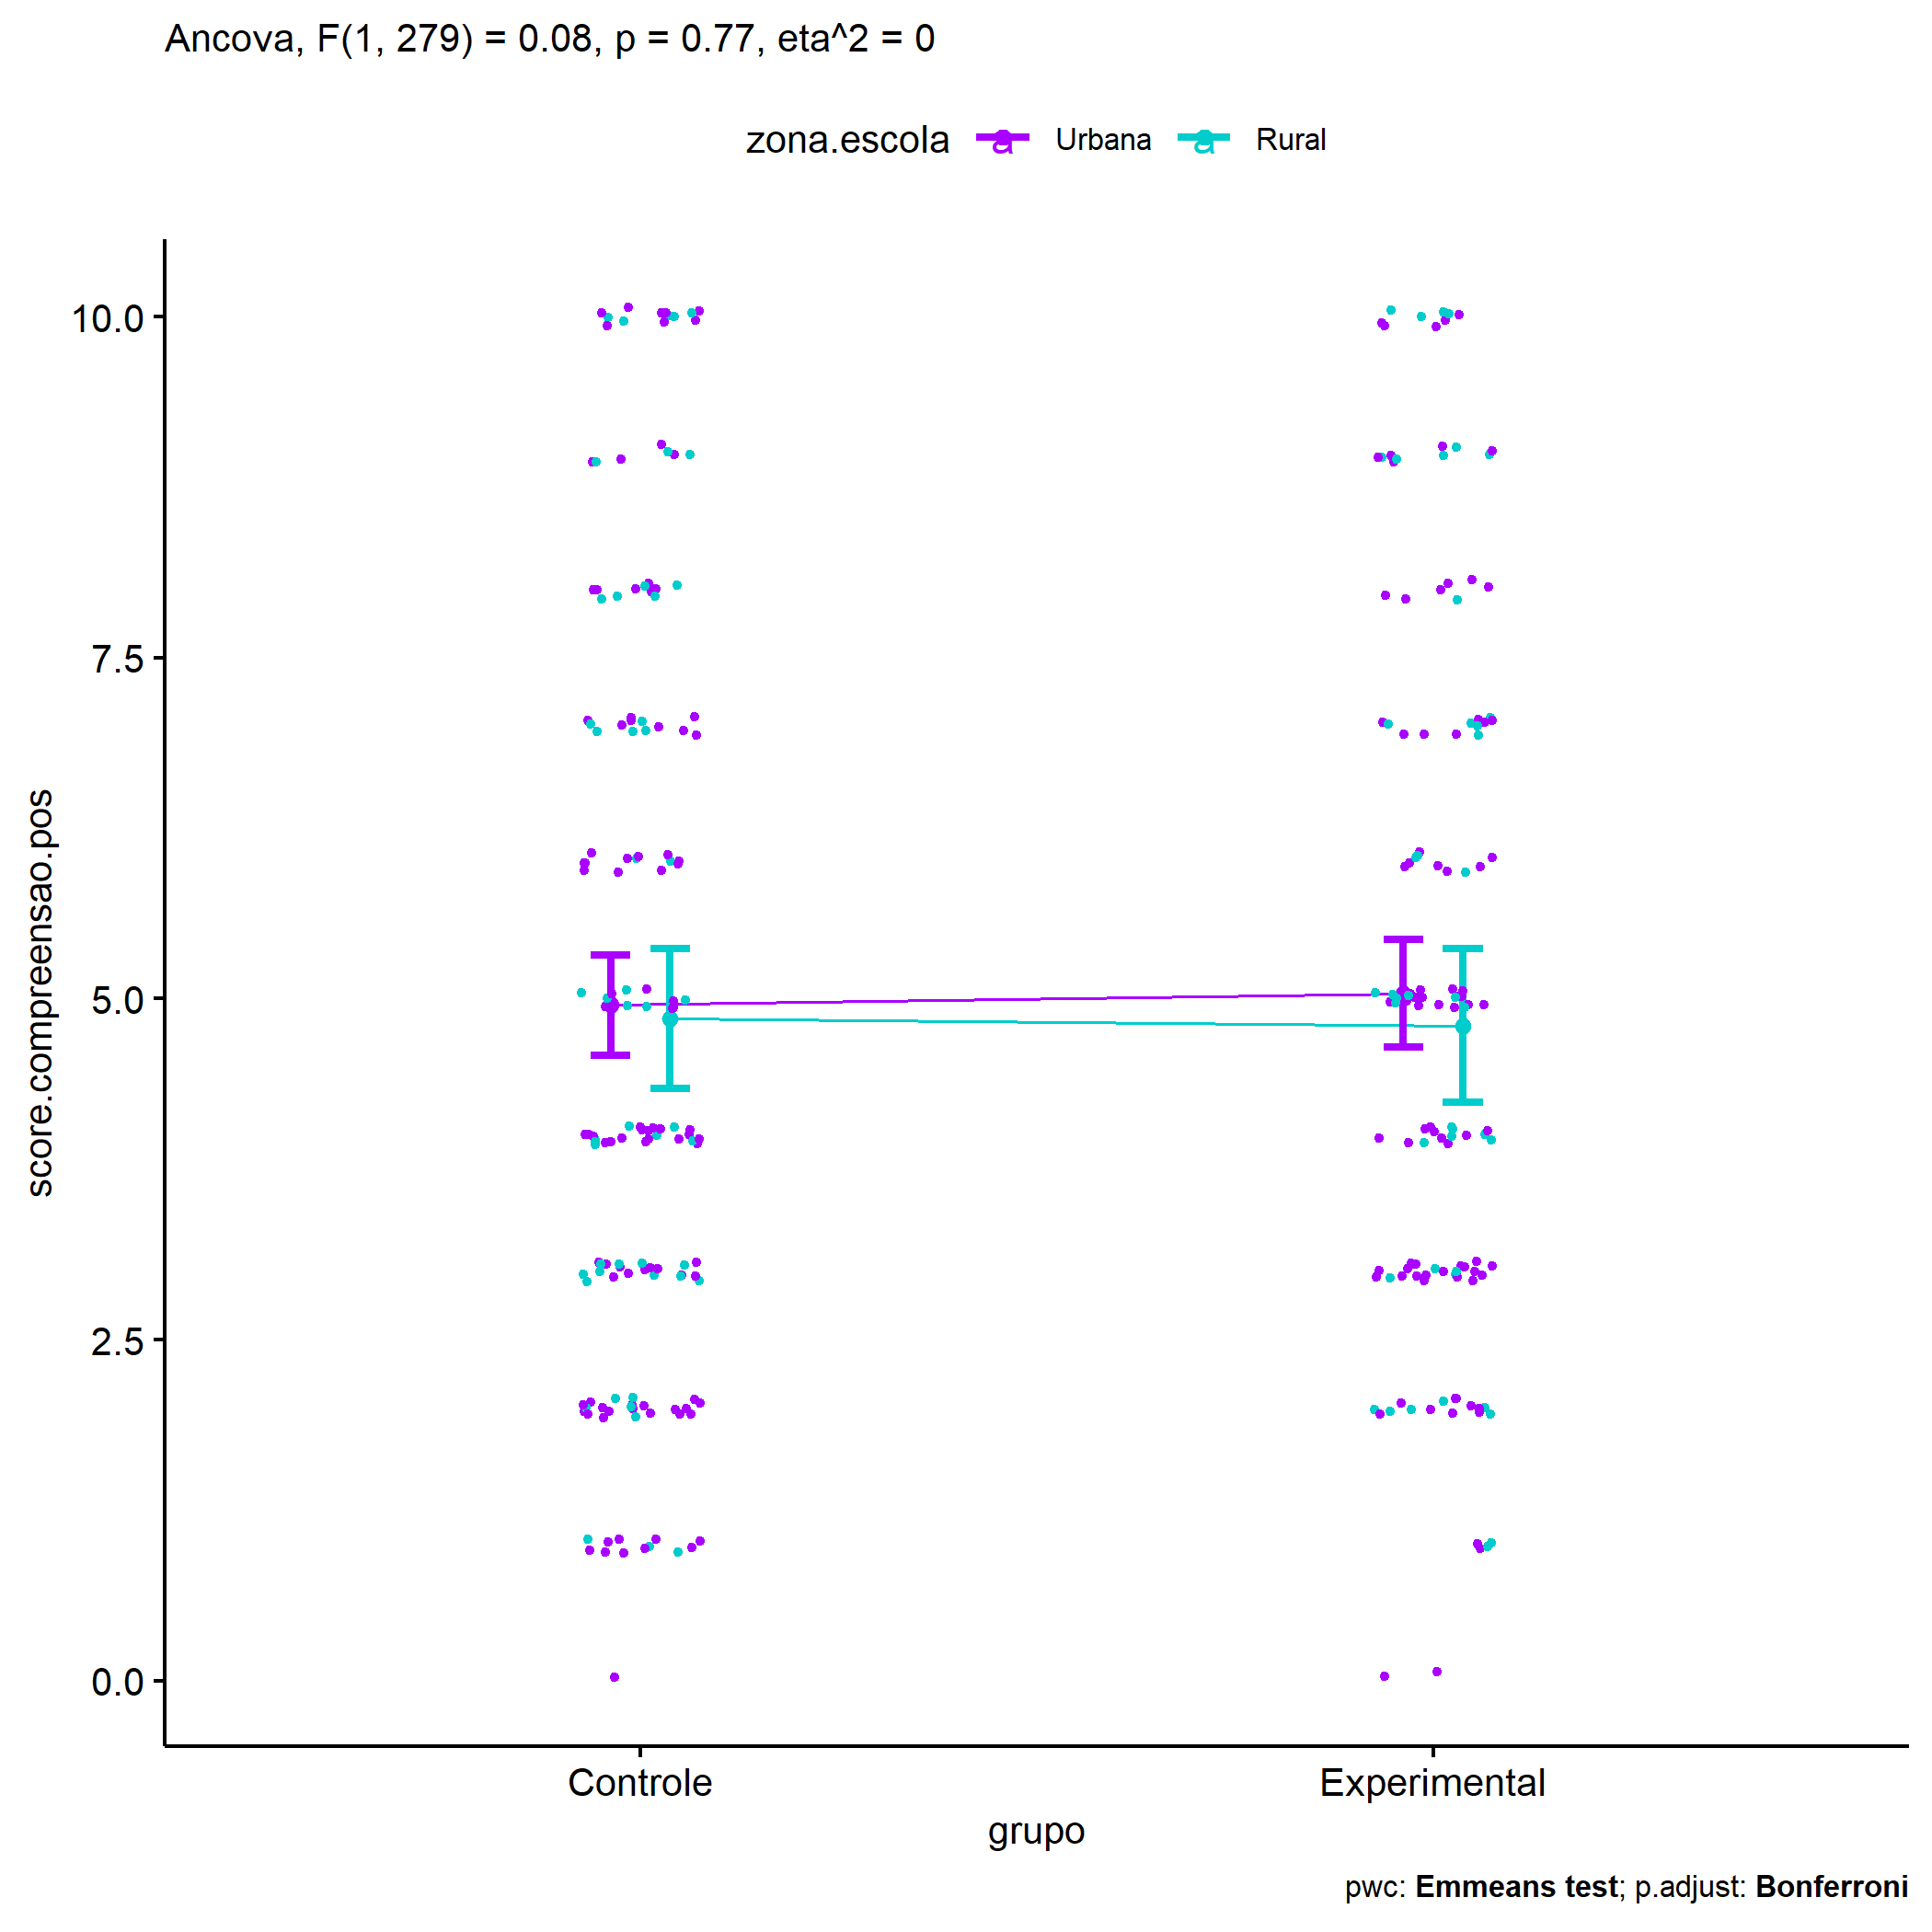 Ancova, F(1, 279) = 0.08, p = 0.77, eta^2 = 0
zona.escola a Urbana a Rural
10.0
7.5
5.0
2.5
0.0
score.compreensao.pos
Controle Experimental
grupo
pwc: Emmeans test; p.adjust: Bonferroni